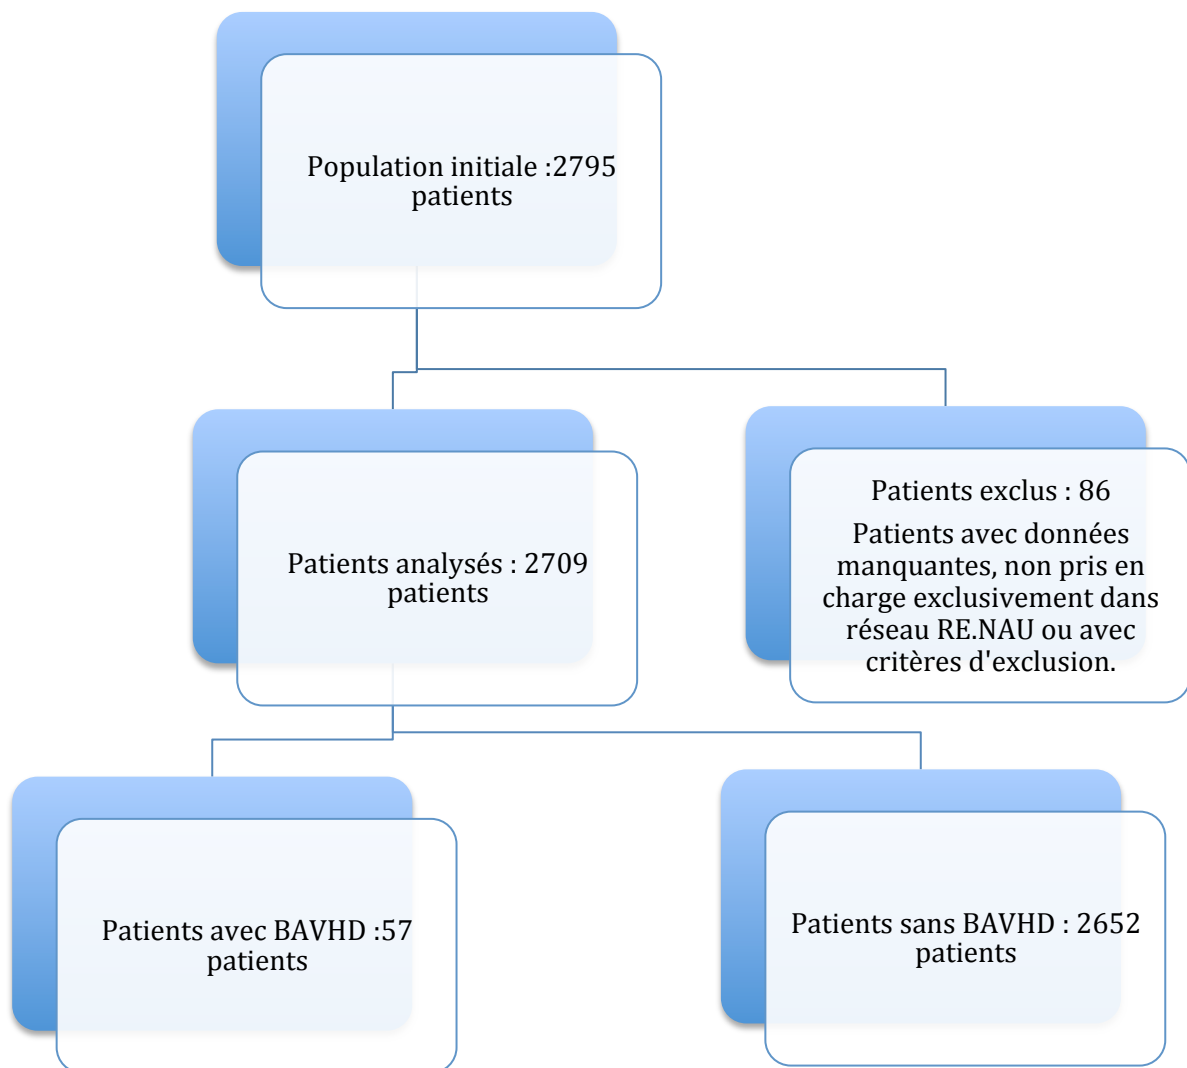 Population initiale :2795
patients
Patients analysés : 2709
patients
Patients exclus : 86
Patients avec données
manquantes, non pris en
charge exclusivement dans
réseau RE.NAU ou avec
critères d'exclusion.
Patients avec BAVHD :57
patients
Patients sans BAVHD : 2652
patients